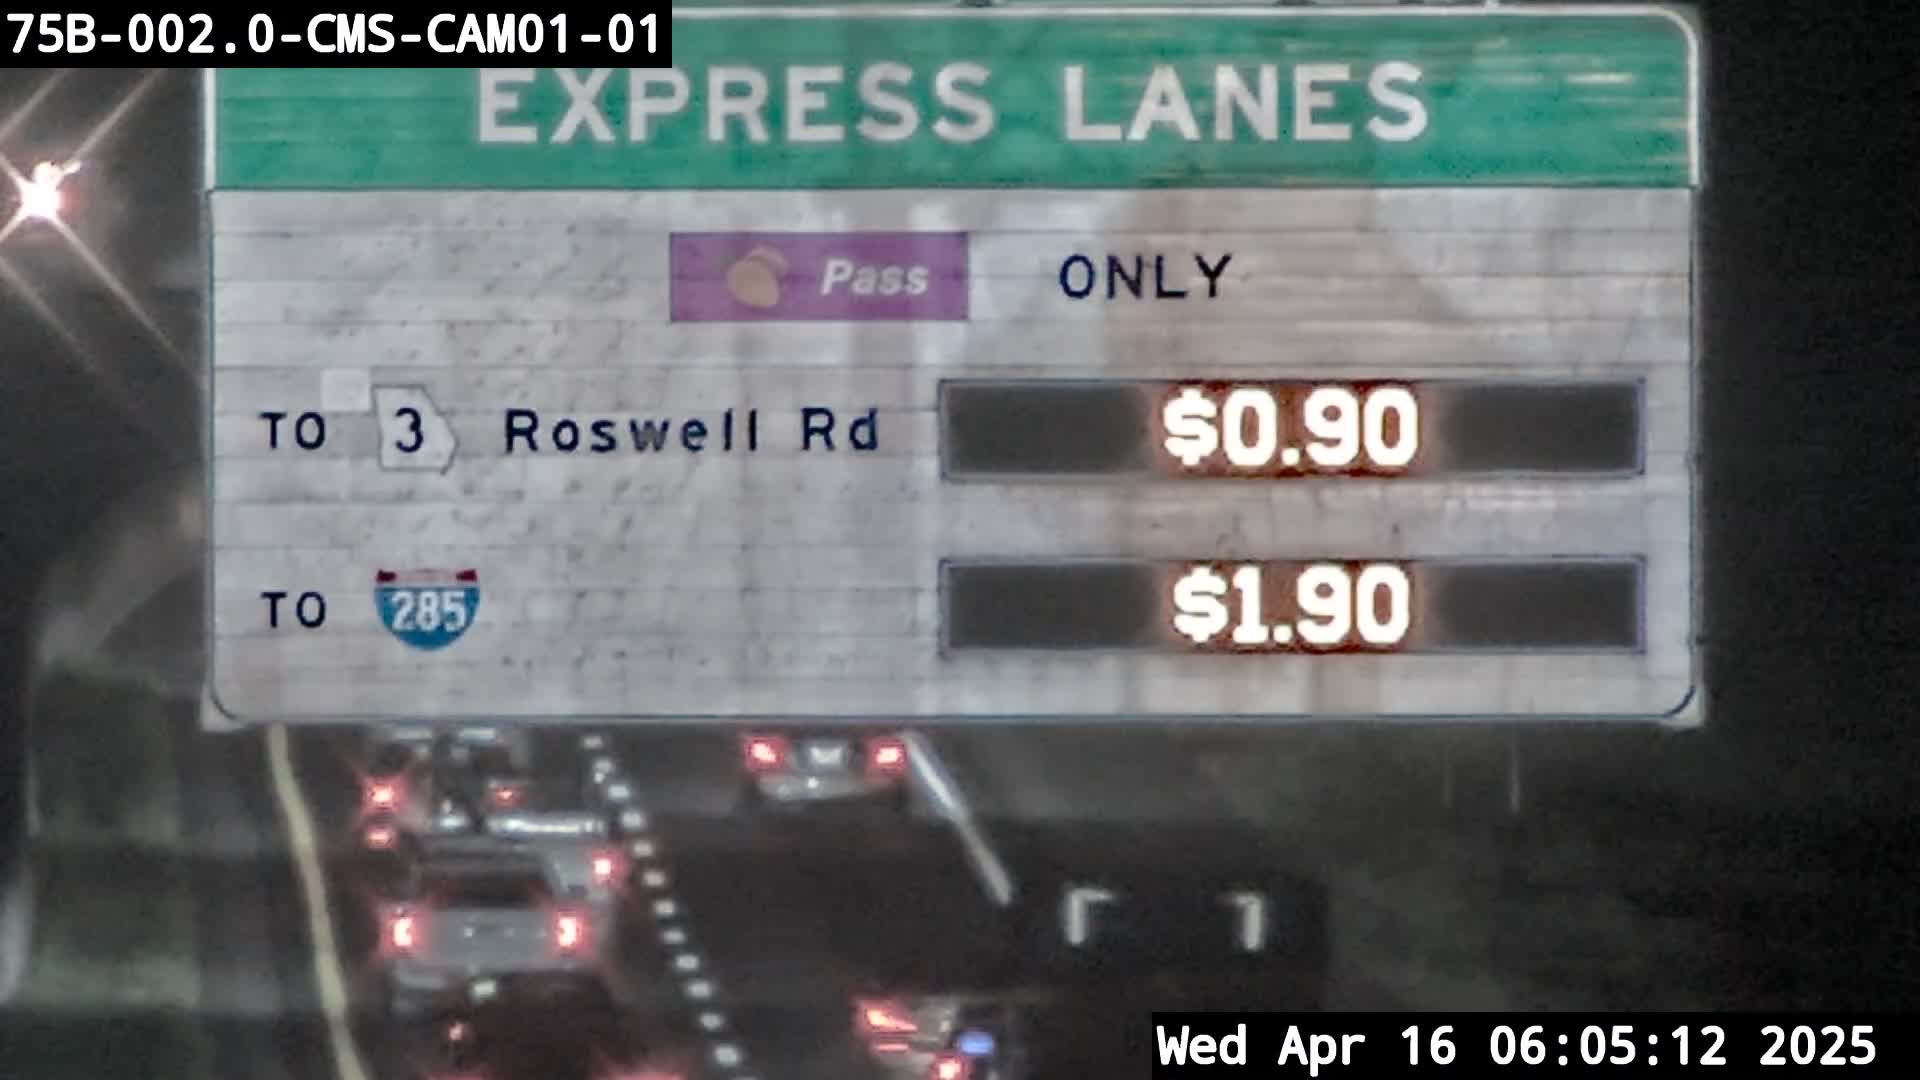 75B-002.0-CMS-CAM01-01
EXPRESS LANES
Pass ONLY
TO 3 Roswell Rd $0.90
TO 285 $1.90
Wed Apr 16 06:05:12 2025